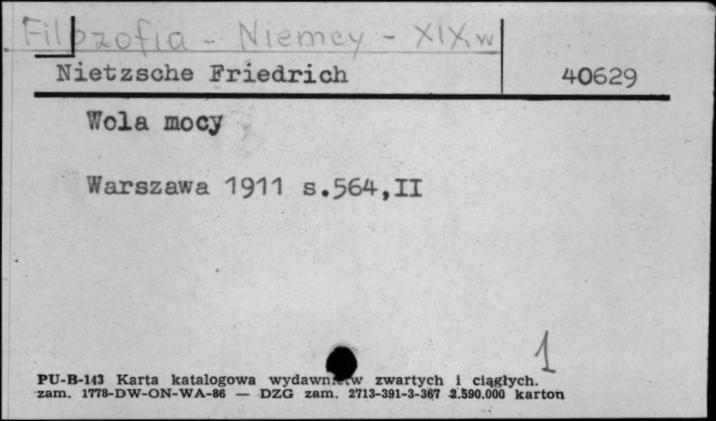 Filozofia - Niemcy - XIX w
Nietzsche Friedrich 40629
Wola mocy
Warszawa 1911 s.564,II
1
PU-B-143 Karta katalogowa wydawnictw zwartych i ciągłych.
zam. 1778-DW-ON-WA-86 — DZG zam. 2713-391-3-367 2.590.000 karton